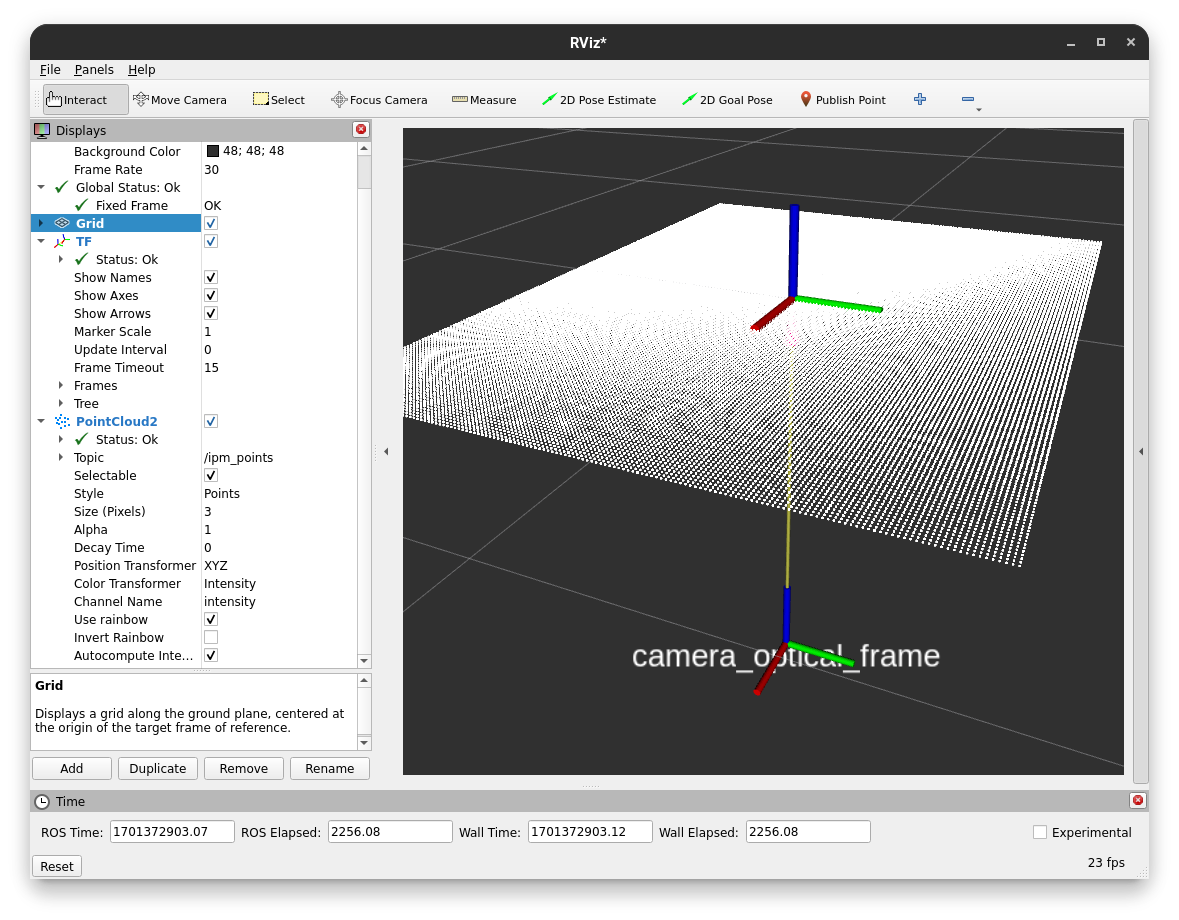 RViz*
File Panels Help
Interact Move Camera Select Focus Camera Measure 2D Pose Estimate 2D Goal Pose Publish Point
Displays
Background Color 48; 48; 48
Frame Rate 30
Global Status: Ok
Fixed Frame OK
Grid
TF
Status: Ok
Show Names
Show Axes
Show Arrows
Marker Scale 1
Update Interval 0
Frame Timeout 15
Frames
Tree
PointCloud2
Status: Ok
Topic /ipm_points
Selectable
Style Points
Size (Pixels) 3
Alpha 1
Decay Time 0
Position Transformer XYZ
Color Transformer Intensity
Channel Name intensity
Use rainbow
Invert Rainbow
Autocompute Inte...
Grid
Displays a grid along the ground plane, centered at
the origin of the target frame of reference.
Add Duplicate Remove Rename
camera_optical_frame
Time
ROS Time: 1701372903.07 ROS Elapsed: 2256.08 Wall Time: 1701372903.12 Wall Elapsed: 2256.08 Experimental
Reset 23 fps